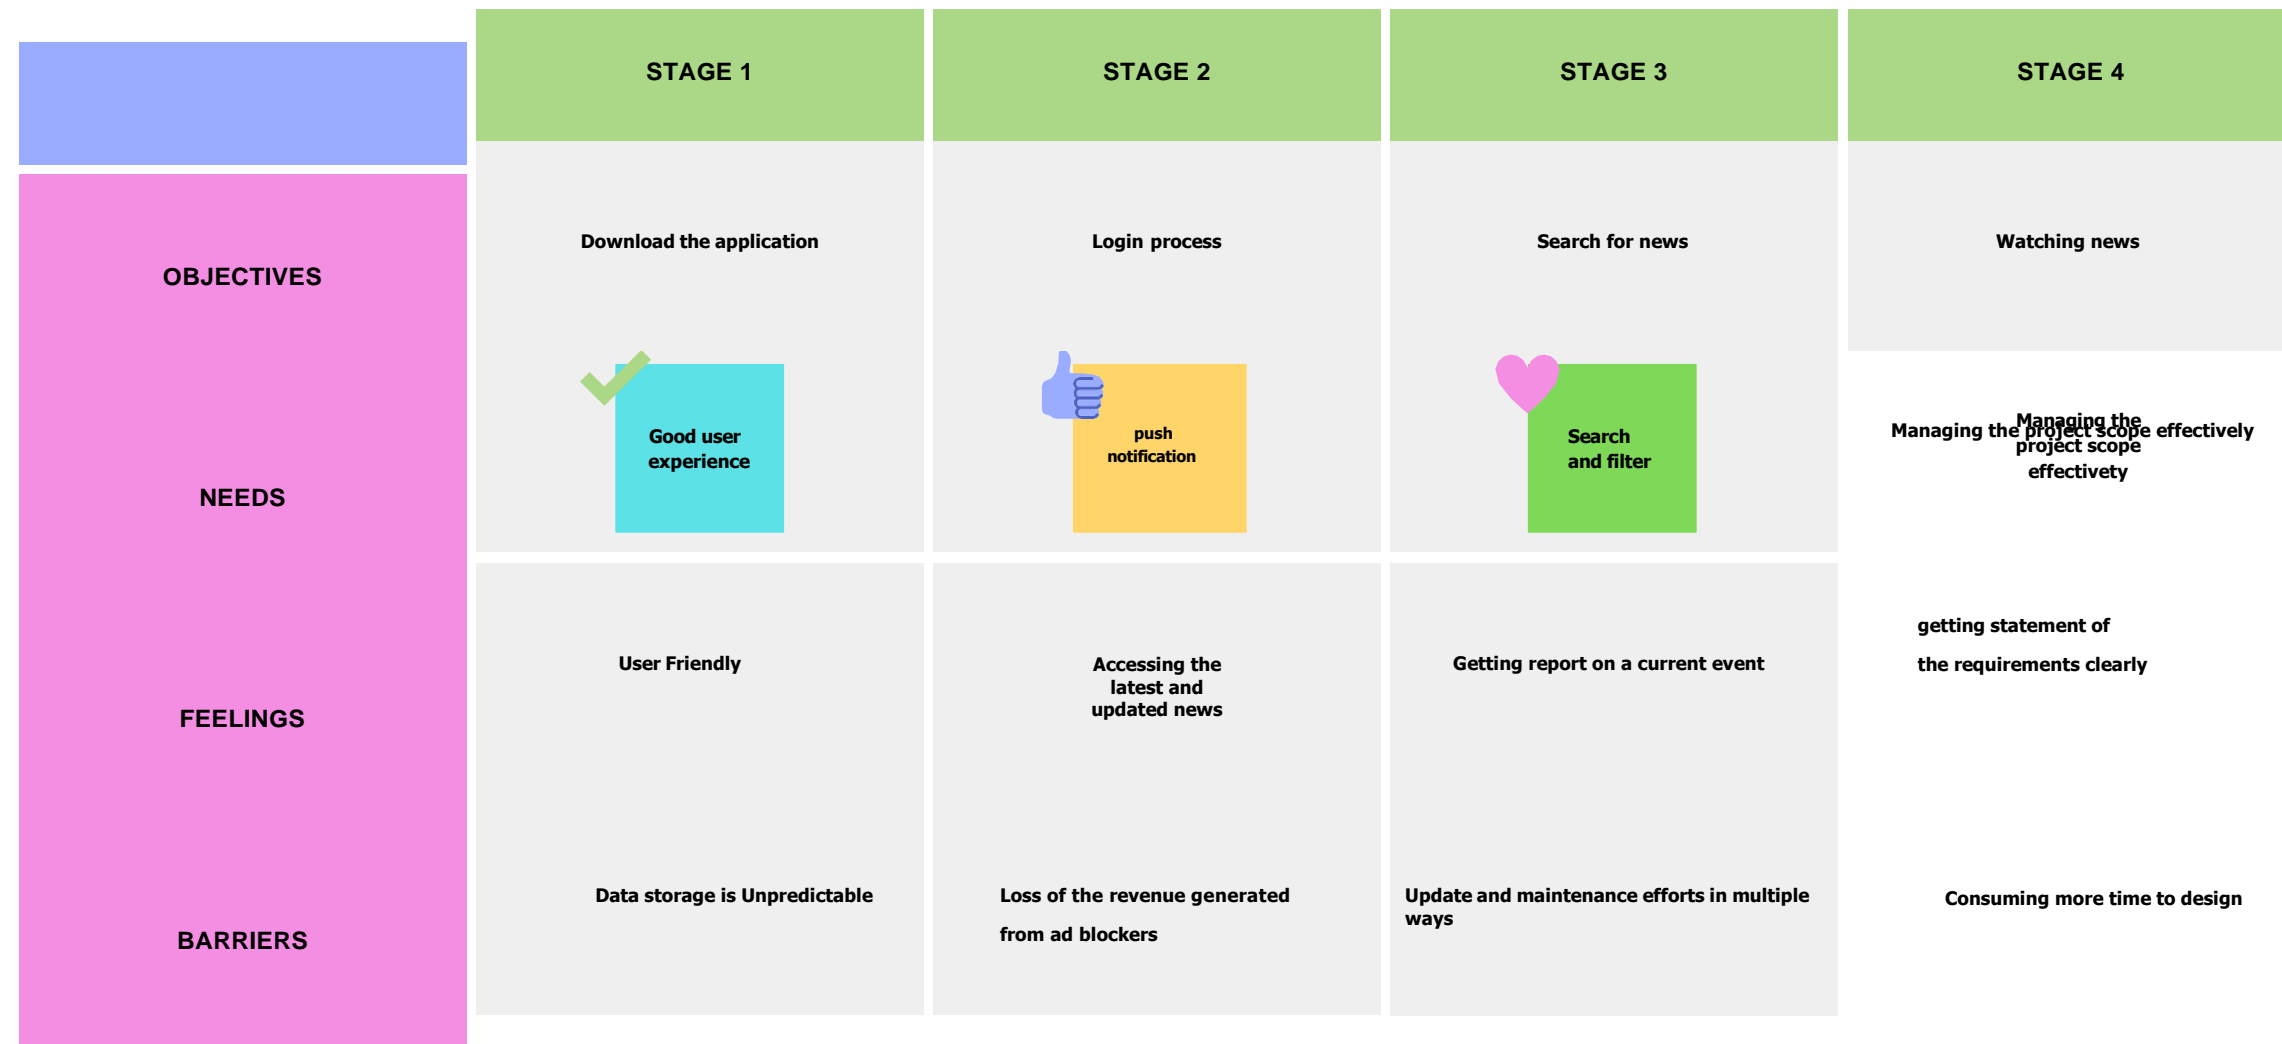 STAGE 1
STAGE 2
STAGE 3
STAGE 4
OBJECTIVES
Download the application
Login process
Search for news
Watching news
NEEDS
Good user
experience
push
notification
Search
and filter
Managing the project scope effectively
Managing the
project scope
effectivety
FEELINGS
User Friendly
Accessing the
latest and
updated news
Getting report on a current event
getting statement of
the requirements clearly
BARRIERS
Data storage is Unpredictable
Loss of the revenue generated
from ad blockers
Update and maintenance efforts in multiple
ways
Consuming more time to design